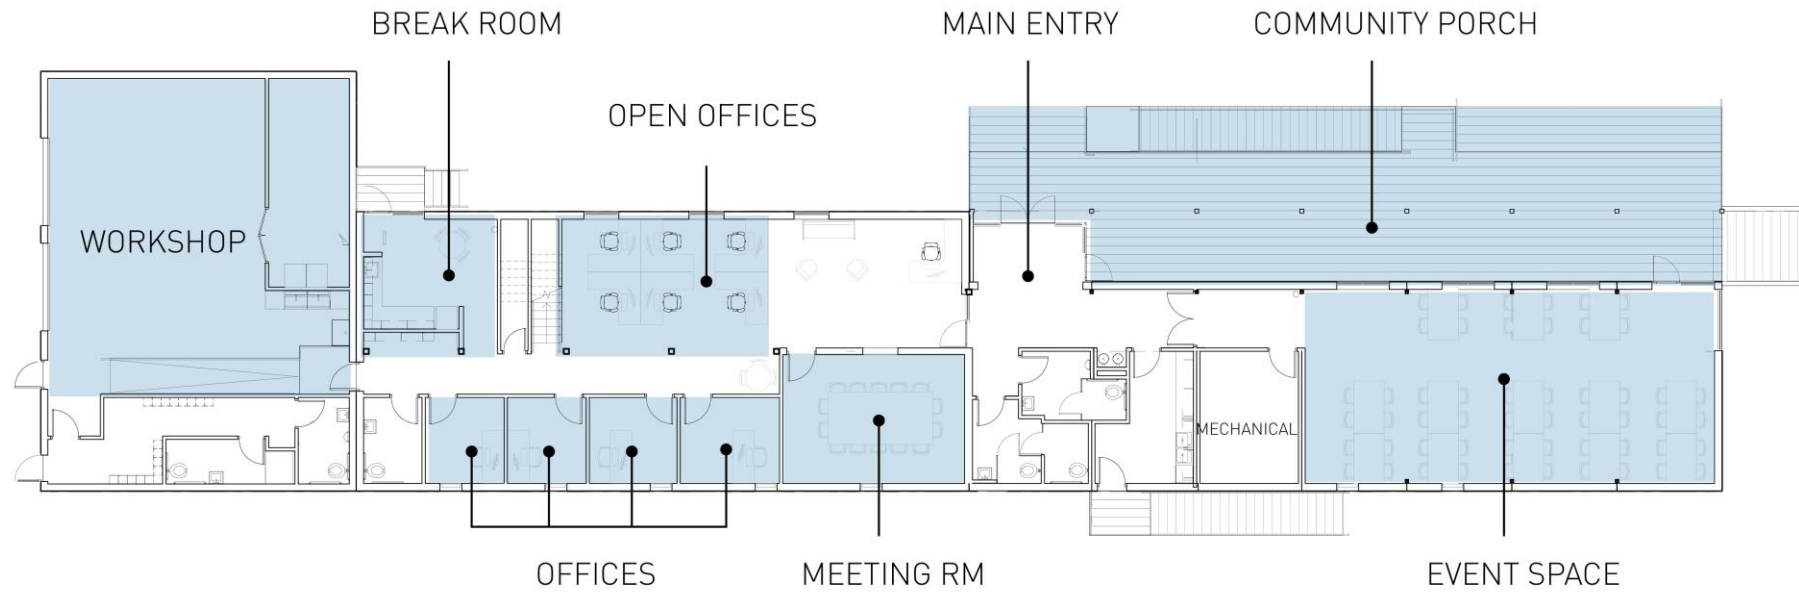 BREAK ROOM
MAIN ENTRY
COMMUNITY PORCH
OPEN OFFICES
WORKSHOP
MECHANICAL
OFFICES
MEETING RM
EVENT SPACE